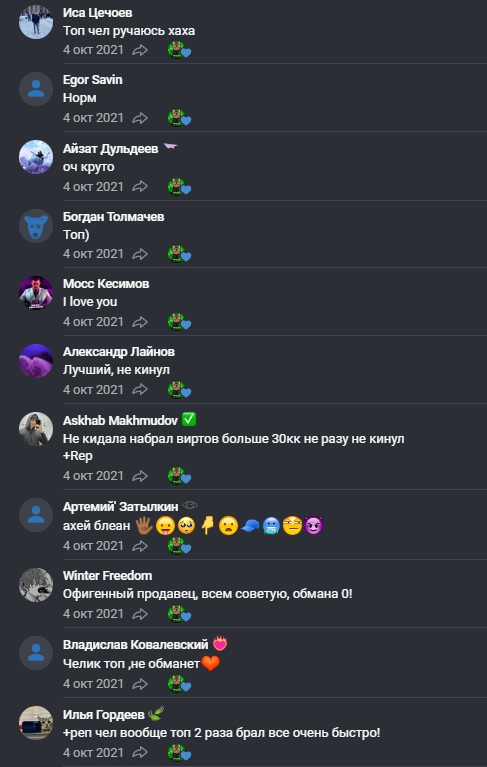 Иса Цечоев
Топ чел ручаюсь хаха
4 окт 2021
Egor Savin
Норм
4 окт 2021
Айзат Дульдеев
оч круто
4 окт 2021
Богдан Толмачев
Топ)
4 окт 2021
Мосс Кесимов
I love you
4 окт 2021
Александр Лайнов
Лучший, не кинул
4 окт 2021
Askhab Makhmudov ✅
Не кидала набрал виртов больше 30кк не разу не кинул
+Rep
4 окт 2021
Артемий' Затылкин 👁
ахей блеан 🖐🏾😛🥺👇😦🧢🥶🤨😈
4 окт 2021
Winter Freedom
Офигенный продавец, всем советую, обмана 0!
4 окт 2021
Владислав Ковалевский
Челик топ ,не обманет❤
4 окт 2021
Илья Гордеев 🌿
+реп чел вообще топ 2 раза брал все очень быстро!
4 окт 2021